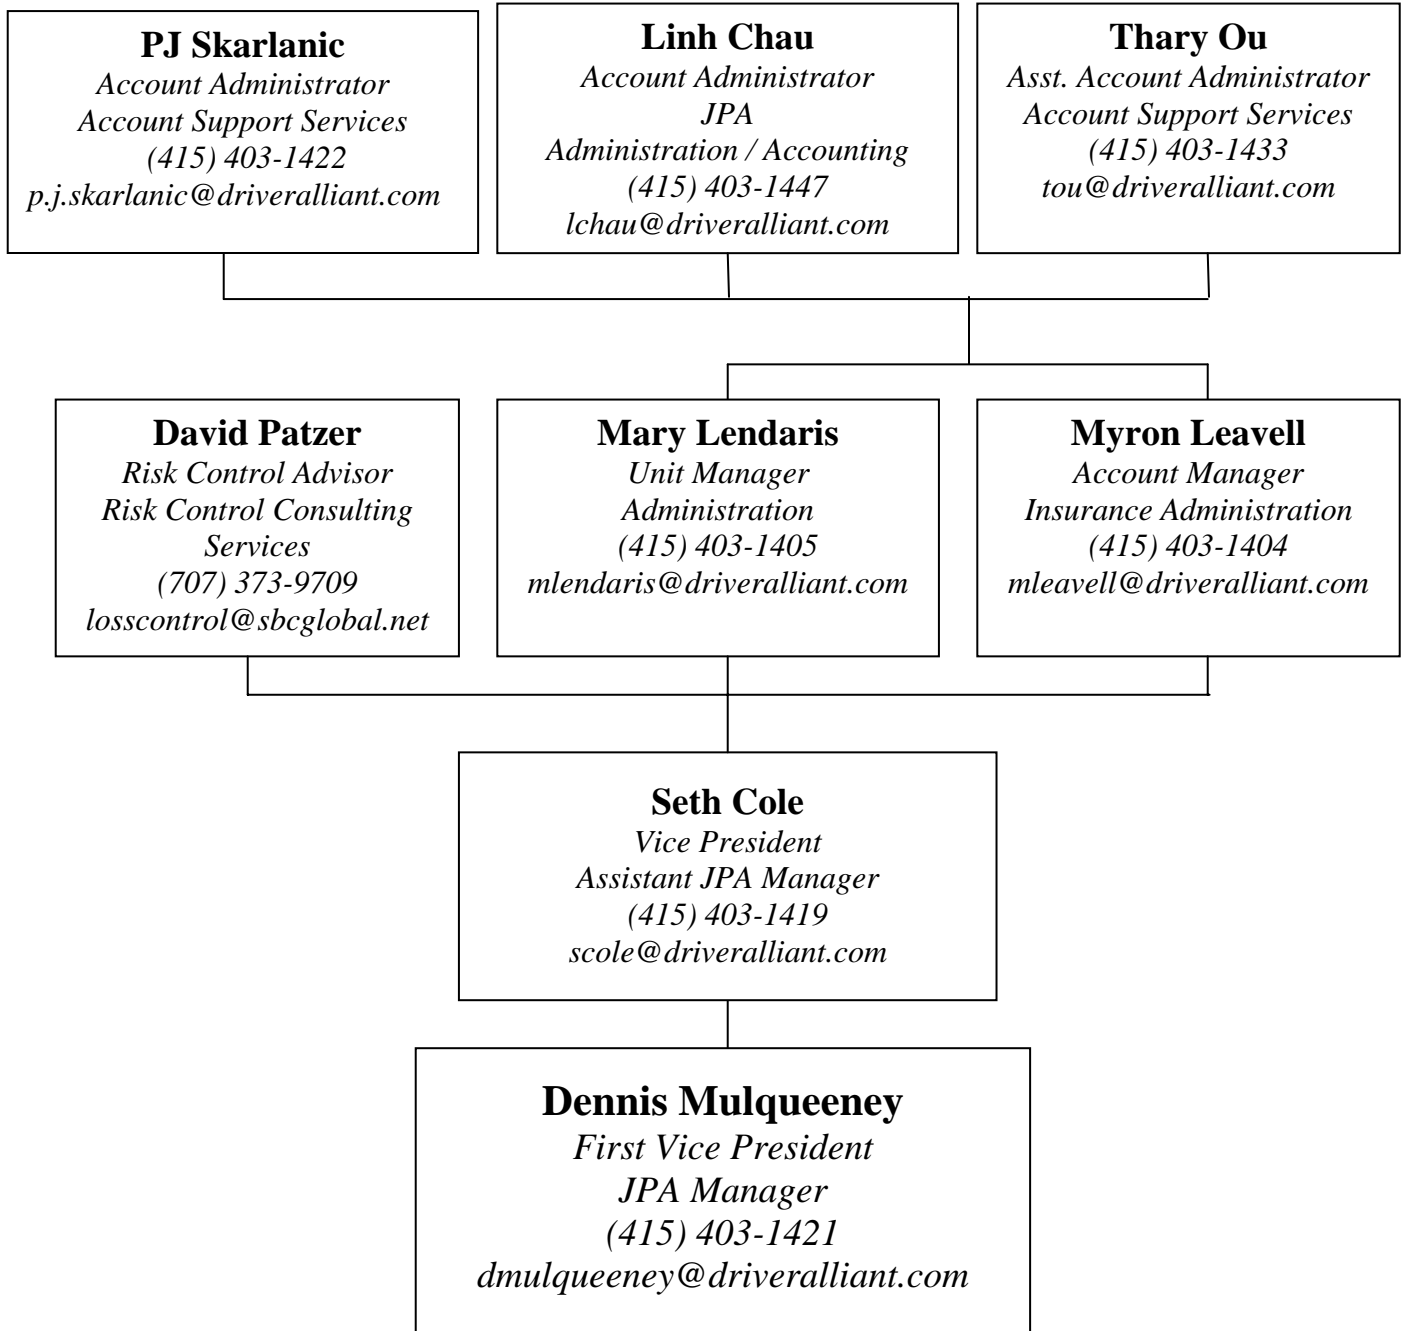 PJ Skarlanic
Account Administrator
Account Support Services
(415) 403-1422
p.j.skarlanic@driveralliant.com
Linh Chau
Account Administrator
JPA
Administration / Accounting
(415) 403-1447
lchau@driveralliant.com
Thary Ou
Asst. Account Administrator
Account Support Services
(415) 403-1433
tou@driveralliant.com
David Patzer
Risk Control Advisor
Risk Control Consulting
Services
(707) 373-9709
losscontrol@sbcglobal.net
Mary Lendaris
Unit Manager
Administration
(415) 403-1405
mlendaris@driveralliant.com
Myron Leavell
Account Manager
Insurance Administration
(415) 403-1404
mleavell@driveralliant.com
Seth Cole
Vice President
Assistant JPA Manager
(415) 403-1419
scole@driveralliant.com
Dennis Mulqueeney
First Vice President
JPA Manager
(415) 403-1421
dmulqueeney@driveralliant.com